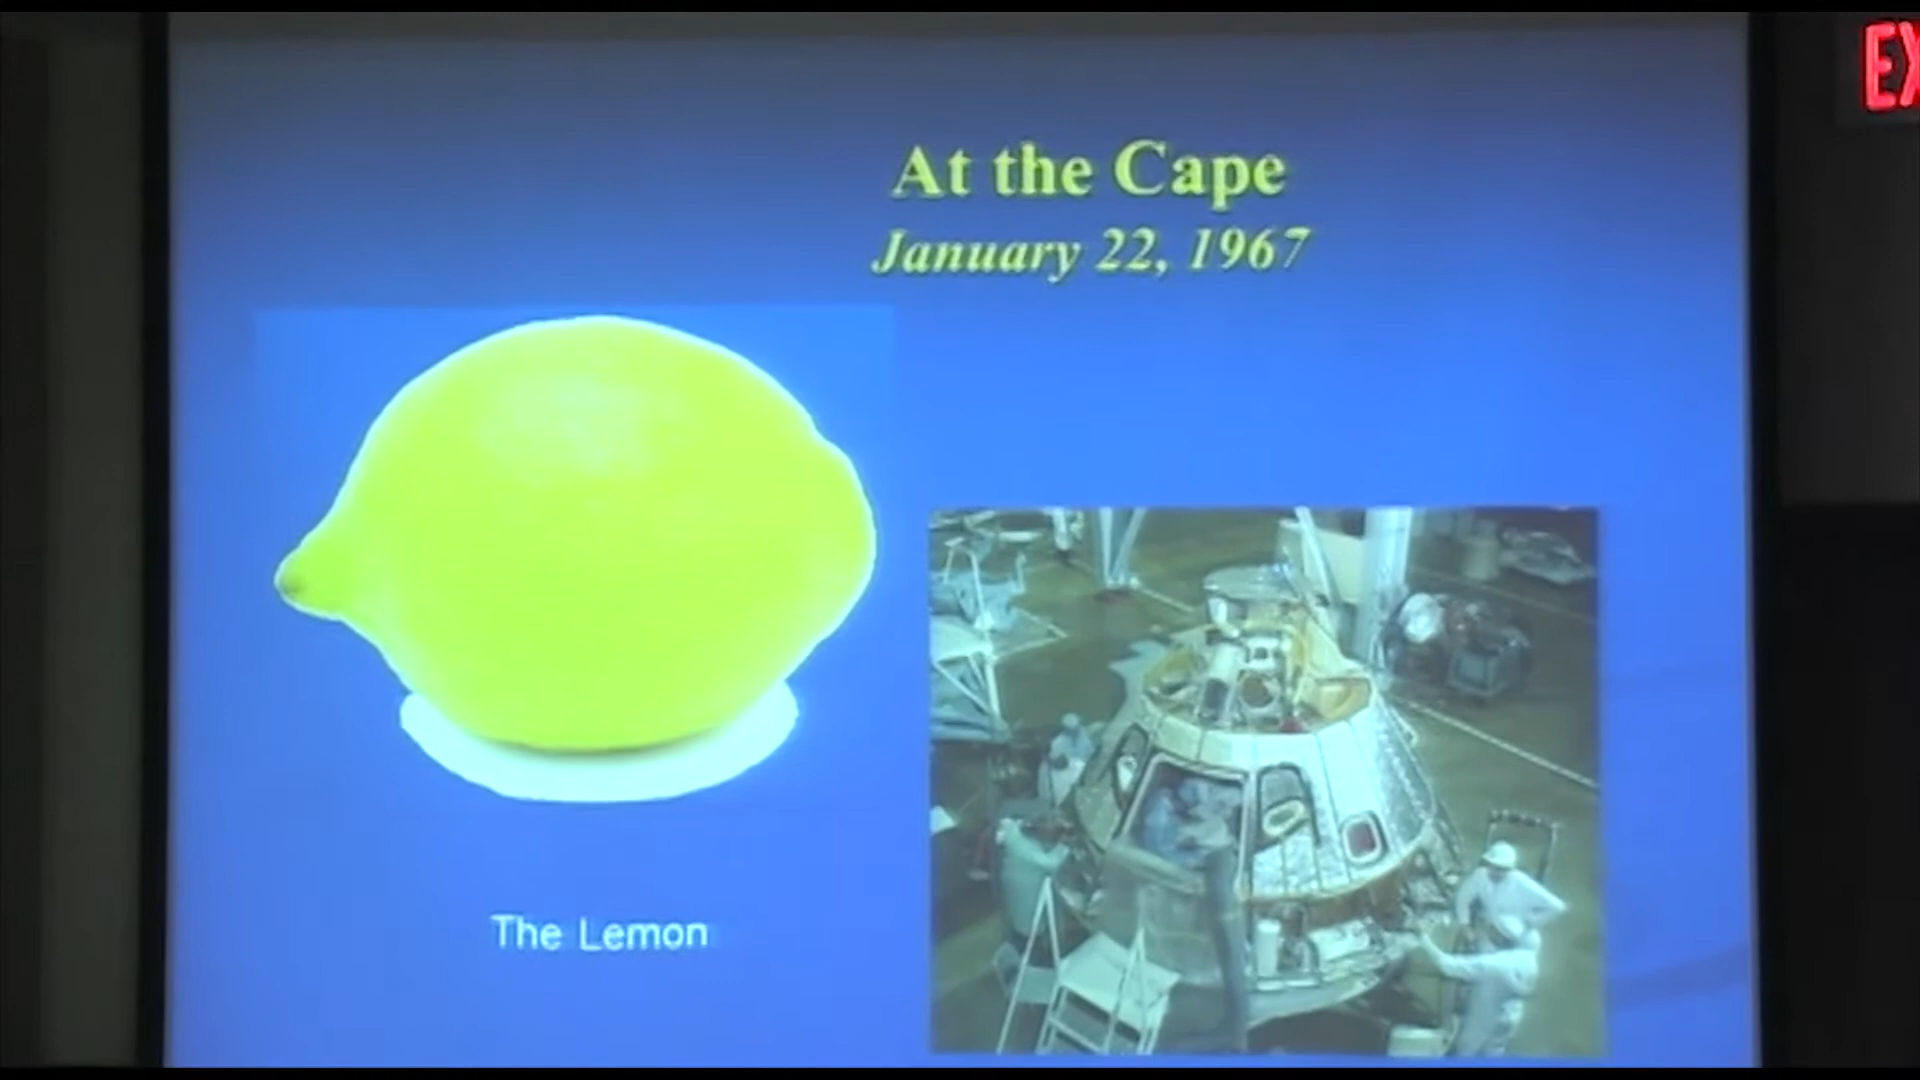 EX
At the Cape
January 22, 1967
The Lemon